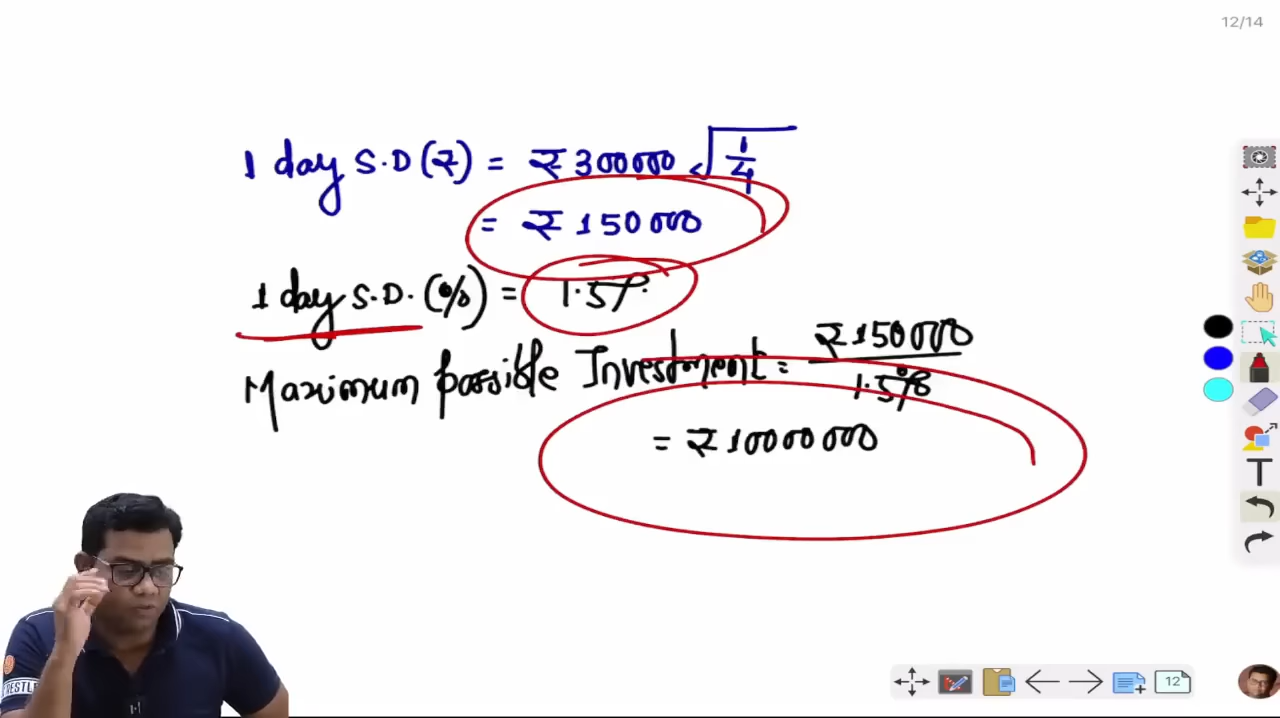 12/14
1 day S.D (₹) = ₹ 300000 √1/4
= ₹ 150000
1 day S.D. (%) = 1.5%
Maximum possible Investment = ₹150000 / 1.5%
= ₹10000000
T
12